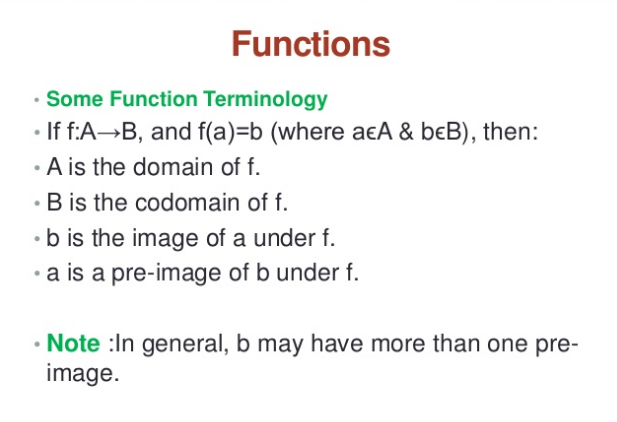 Functions
• Some Function Terminology
• If f:A→B, and f(a)=b (where aϵA & bϵB), then:
• A is the domain of f.
• B is the codomain of f.
• b is the image of a under f.
• a is a pre-image of b under f.
• Note :In general, b may have more than one pre-
image.